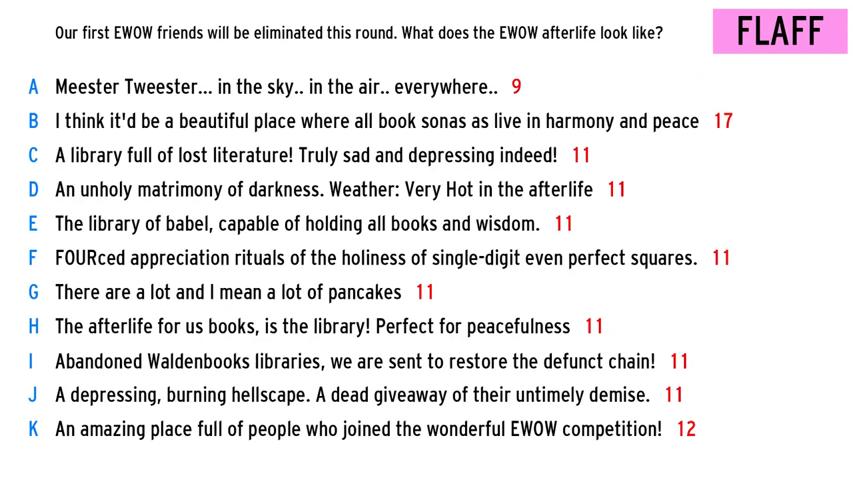 Our first EWOW friends will be eliminated this round. What does the EWOW afterlife look like?
FLAFF
A Meester Tweester... in the sky.. in the air.. everywhere.. 9
B I think it'd be a beautiful place where all book sonas as live in harmony and peace 17
C A library full of lost literature! Truly sad and depressing indeed! 11
D An unholy matrimony of darkness. Weather: Very Hot in the afterlife 11
E The library of babel, capable of holding all books and wisdom. 11
F FOURced appreciation rituals of the holiness of single-digit even perfect squares. 11
G There are a lot and I mean a lot of pancakes 11
H The afterlife for us books, is the library! Perfect for peacefulness 11
I Abandoned Waldenbooks libraries, we are sent to restore the defunct chain! 11
J A depressing, burning hellscape. A dead giveaway of their untimely demise. 11
K An amazing place full of people who joined the wonderful EWOW competition! 12